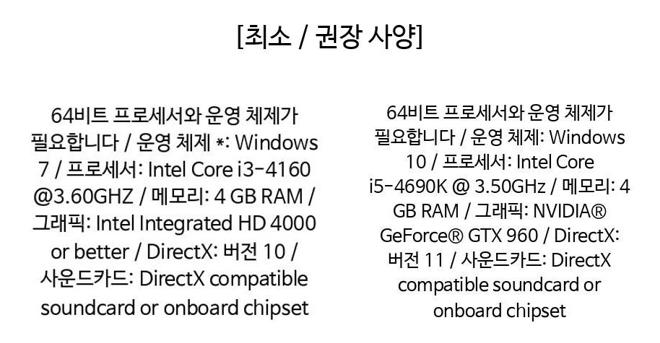 [최소 / 권장 사양]
64비트 프로세서와 운영 체제가
필요합니다 / 운영 체제 *: Windows
7 / 프로세서: Intel Core i3-4160
@3.60GHZ / 메모리: 4 GB RAM /
그래픽: Intel Integrated HD 4000
or better / DirectX: 버전 10 /
사운드카드: DirectX compatible
soundcard or onboard chipset
64비트 프로세서와 운영 체제가
필요합니다 / 운영 체제: Windows
10 / 프로세서: Intel Core
i5-4690K @ 3.50GHz / 메모리: 4
GB RAM / 그래픽: NVIDIA®
GeForce® GTX 960 / DirectX:
버전 11 / 사운드카드: DirectX
compatible soundcard or
onboard chipset